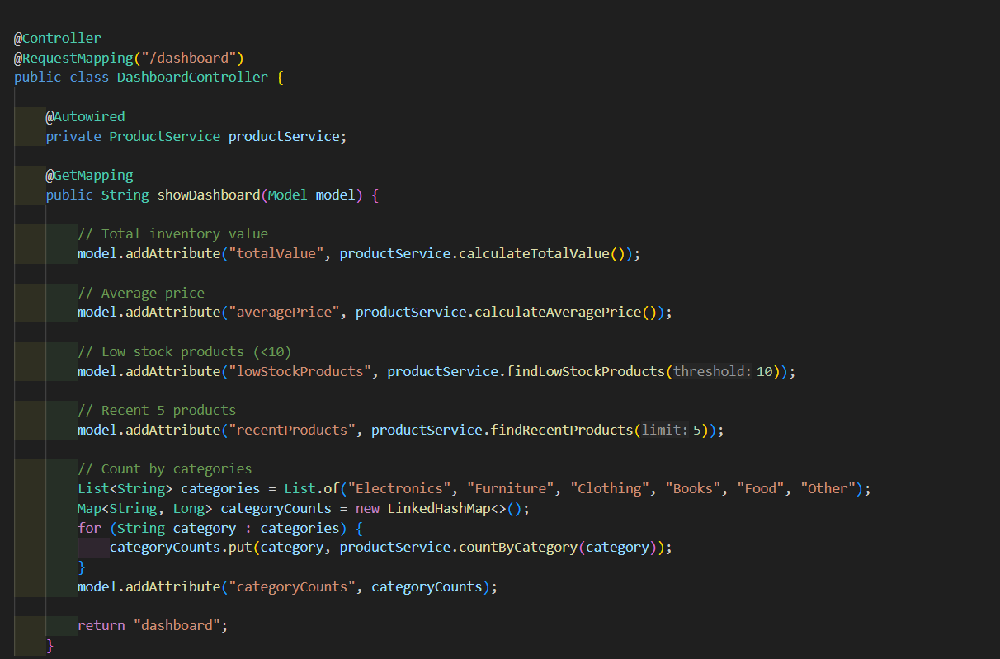 @Controller
@RequestMapping("/dashboard")
public class DashboardController {
@Autowired
private ProductService productService;
@GetMapping
public String showDashboard(Model model) {
// Total inventory value
model.addAttribute("totalValue", productService.calculateTotalValue());
// Average price
model.addAttribute("averagePrice", productService.calculateAveragePrice());
// Low stock products (<10)
model.addAttribute("lowStockProducts", productService.findLowStockProducts(threshold: 10));
// Recent 5 products
model.addAttribute("recentProducts", productService.findRecentProducts(limit: 5));
// Count by categories
List<String> categories = List.of("Electronics", "Furniture", "Clothing", "Books", "Food", "Other");
Map<String, Long> categoryCounts = new LinkedHashMap<>();
for (String category : categories) {
categoryCounts.put(category, productService.countByCategory(category));
}
model.addAttribute("categoryCounts", categoryCounts);
return "dashboard";
}